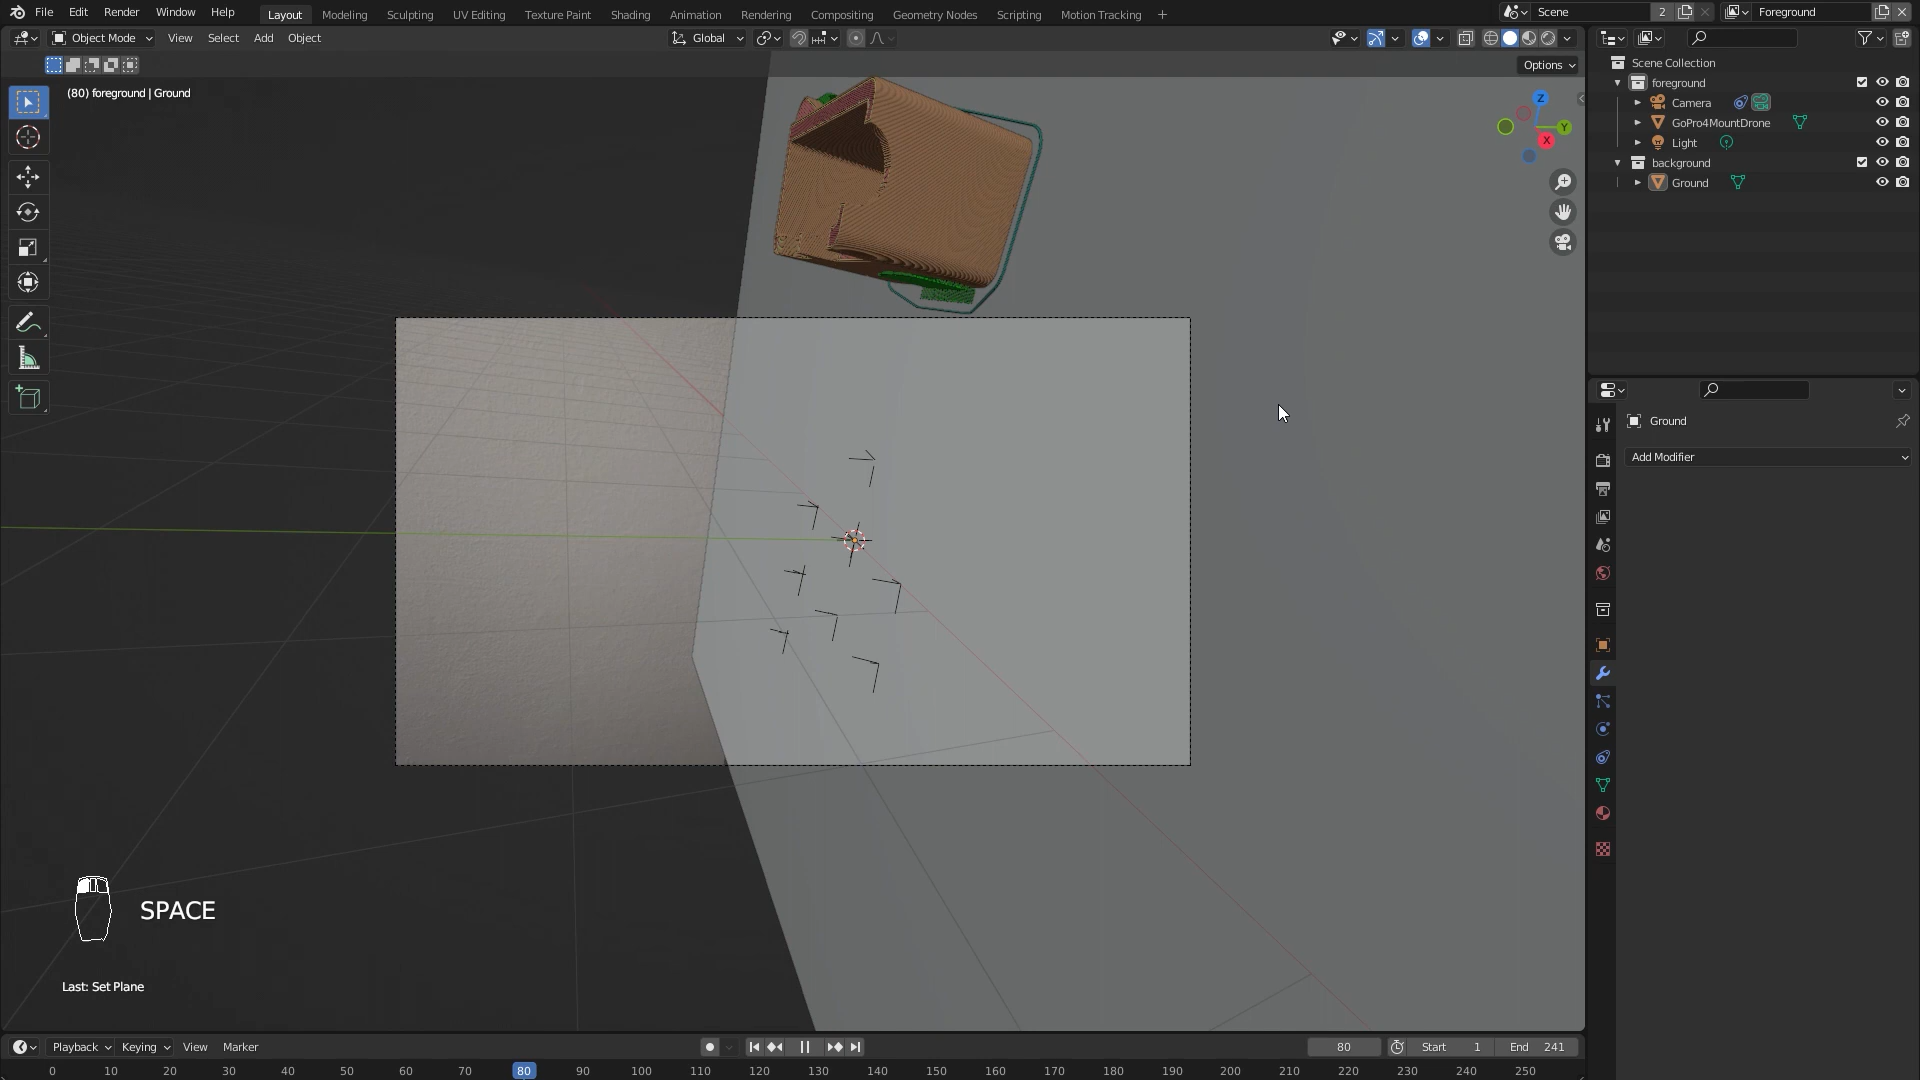 File Edit Render Window Help Layout Modeling Sculpting UV Editing Texture Paint Shading Animation Rendering Compositing Geometry Nodes Scripting Motion Tracking + Scene 2 Foreground
Object Mode View Select Add Object Global
Options
(80) foreground | Ground
Z
Y
X
Scene Collection
foreground
Camera
GoPro4MountDrone
Light
background
Ground
Ground
Add Modifier
SPACE
Last: Set Plane
Playback Keying View Marker 80 Start 1 End 241
0 10 20 30 40 50 60 70 80 90 100 110 120 130 140 150 160 170 180 190 200 210 220 230 240 250